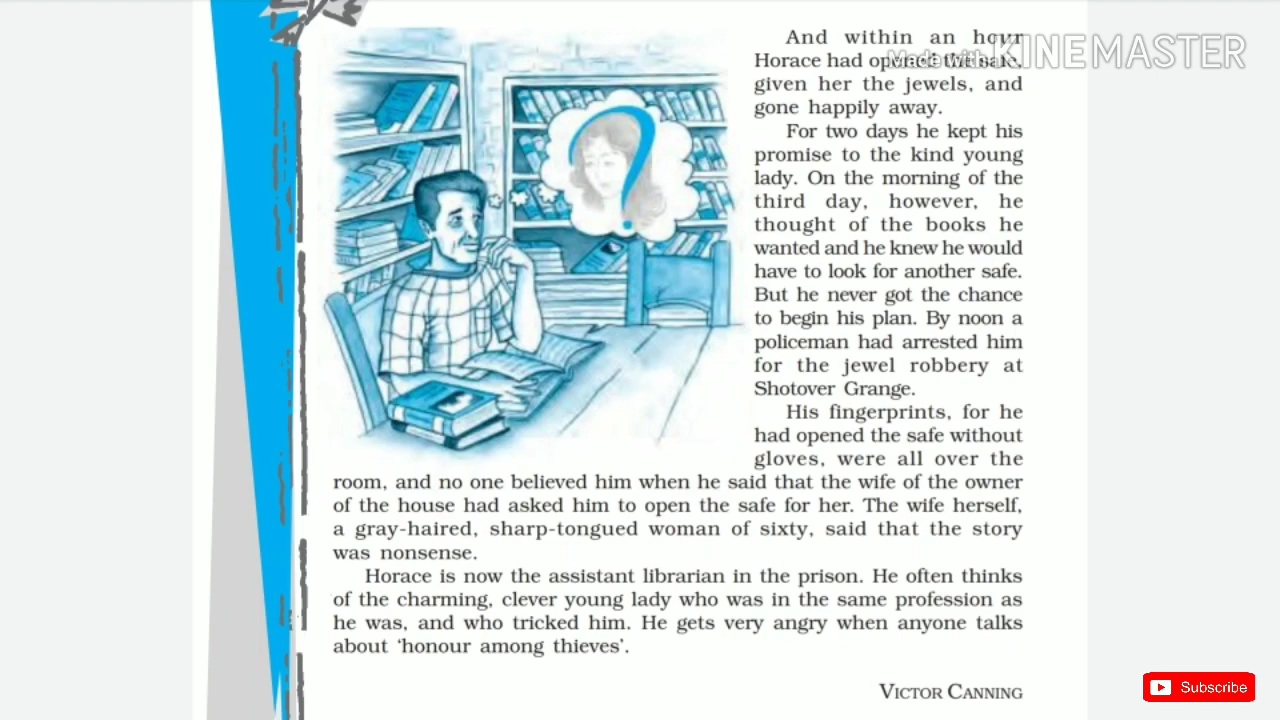 And within an hour
Made with KINEMASTER
Horace had opened the safe,
given her the jewels, and
gone happily away.
For two days he kept his
promise to the kind young
lady. On the morning of the
third day, however, he
thought of the books he
wanted and he knew he would
have to look for another safe.
But he never got the chance
to begin his plan. By noon a
policeman had arrested him
for the jewel robbery at
Shotover Grange.
His fingerprints, for he
had opened the safe without
gloves, were all over the
room, and no one believed him when he said that the wife of the owner
of the house had asked him to open the safe for her. The wife herself,
a gray-haired, sharp-tongued woman of sixty, said that the story
was nonsense.
Horace is now the assistant librarian in the prison. He often thinks
of the charming, clever young lady who was in the same profession as
he was, and who tricked him. He gets very angry when anyone talks
about ‘honour among thieves’.
VICTOR CANNING
Subscribe